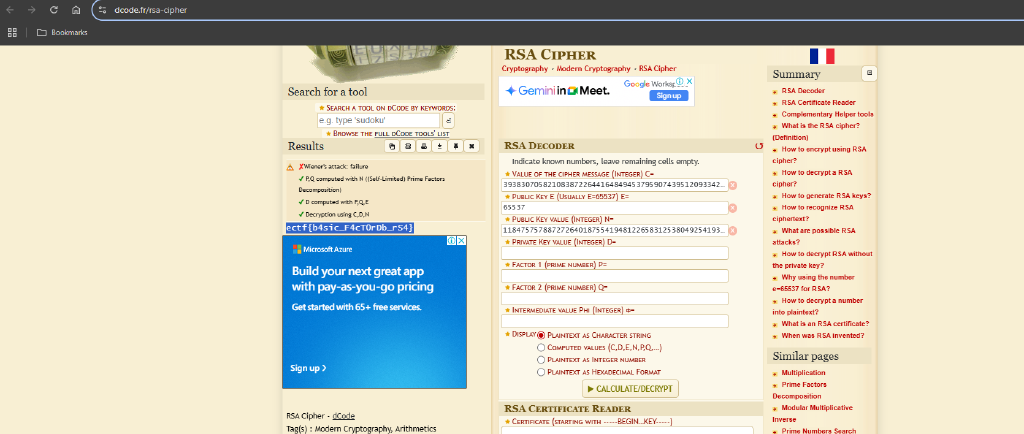 dcode.fr/rsa-cipher
Bookmarks
Search for a tool
SEARCH A TOOL ON DCODE BY KEYWORDS:
e.g. type 'sudoku'
BROWSE THE FULL DCODE TOOLS' LIST
Results
Wiener's attack: failure
P,Q computed with N ((Self-Limited) Prime Factors
Decomposition)
D computed with P,Q,E
Decryption using C,D,N
ectf{b4sic_F4cTOrDb_rS4}
Microsoft Azure
Build your next great app
with pay-as-you-go pricing
Get started with 65+ free services.
Sign up
RSA Cipher - dCode
Tag(s) : Modern Cryptography, Arithmetics
RSA CIPHER
Cryptography • Modern Cryptography • RSA Cipher
Gemini in Meet.
Sign up
RSA DECODER
Indicate known numbers, leave remaining cells empty.
VALUE OF THE CIPHER MESSAGE (INTEGER) C=
PUBLIC KEY E (USUALLY E=65537) E=
65537
PUBLIC KEY VALUE (INTEGER) N=
PRIVATE KEY VALUE (INTEGER) D=
FACTOR 1 (PRIME NUMBER) P=
FACTOR 2 (PRIME NUMBER) Q=
INTERMEDIATE VALUE PHI (INTEGER) Φ=
DISPLAY
PLAINTEXT AS CHARACTER STRING
COMPUTED VALUES (C,D,E,N,P,Q,...)
PLAINTEXT AS INTEGER NUMBER
PLAINTEXT AS HEXADECIMAL FORMAT
CALCULATE/DECRYPT
RSA CERTIFICATE READER
CERTIFICATE (STARTING WITH -----BEGIN...KEY-----)
Summary
RSA Decoder
RSA Certificate Reader
Complementary Helper tools
What is the RSA cipher?
(Definition)
How to encrypt using RSA
cipher?
How to decrypt a RSA
cipher?
How to generate RSA keys?
How to recognize RSA
ciphertext?
What are possible RSA
attacks?
How to decrypt RSA without
the private key?
Why using the number
e=65537 for RSA?
How to decrypt a number
into plaintext?
What is an RSA certificate?
When was RSA invented?
Similar pages
Multiplication
Prime Factors
Decomposition
Modular Multiplicative
Inverse
Prime Numbers Search